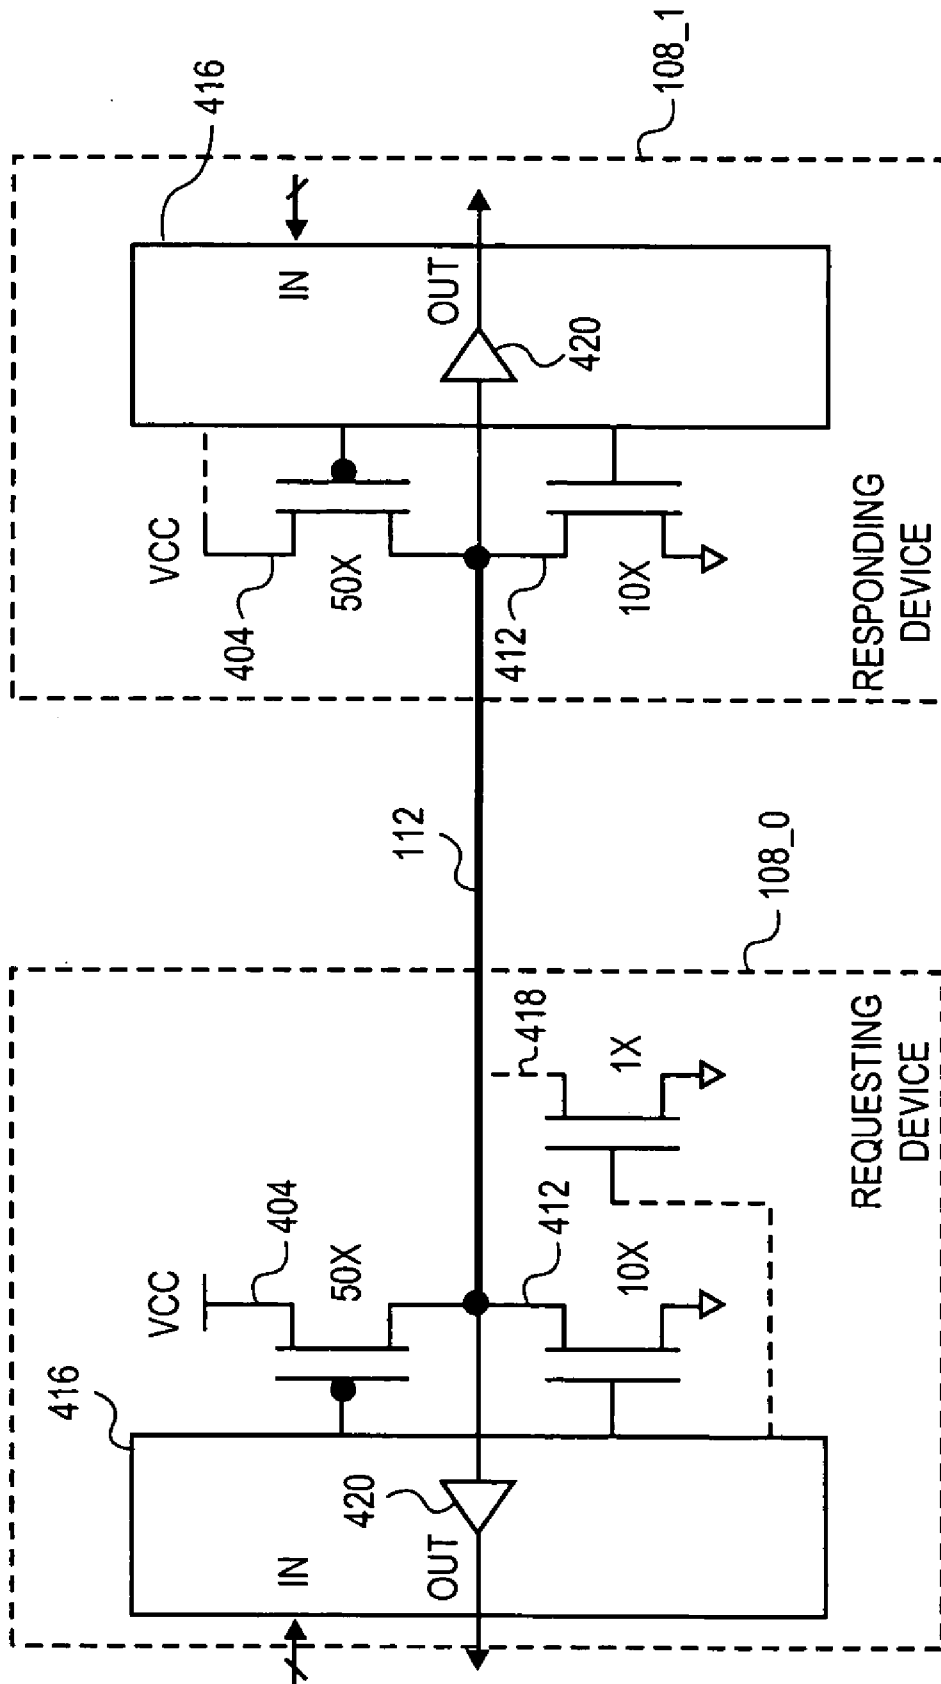 416
IN
OUT
420
VCC
404
50X
412
10X
418
1X
REQUESTING
DEVICE
108_0
112
VCC
404
50X
412
10X
416
IN
OUT
420
RESPONDING
DEVICE
108_1